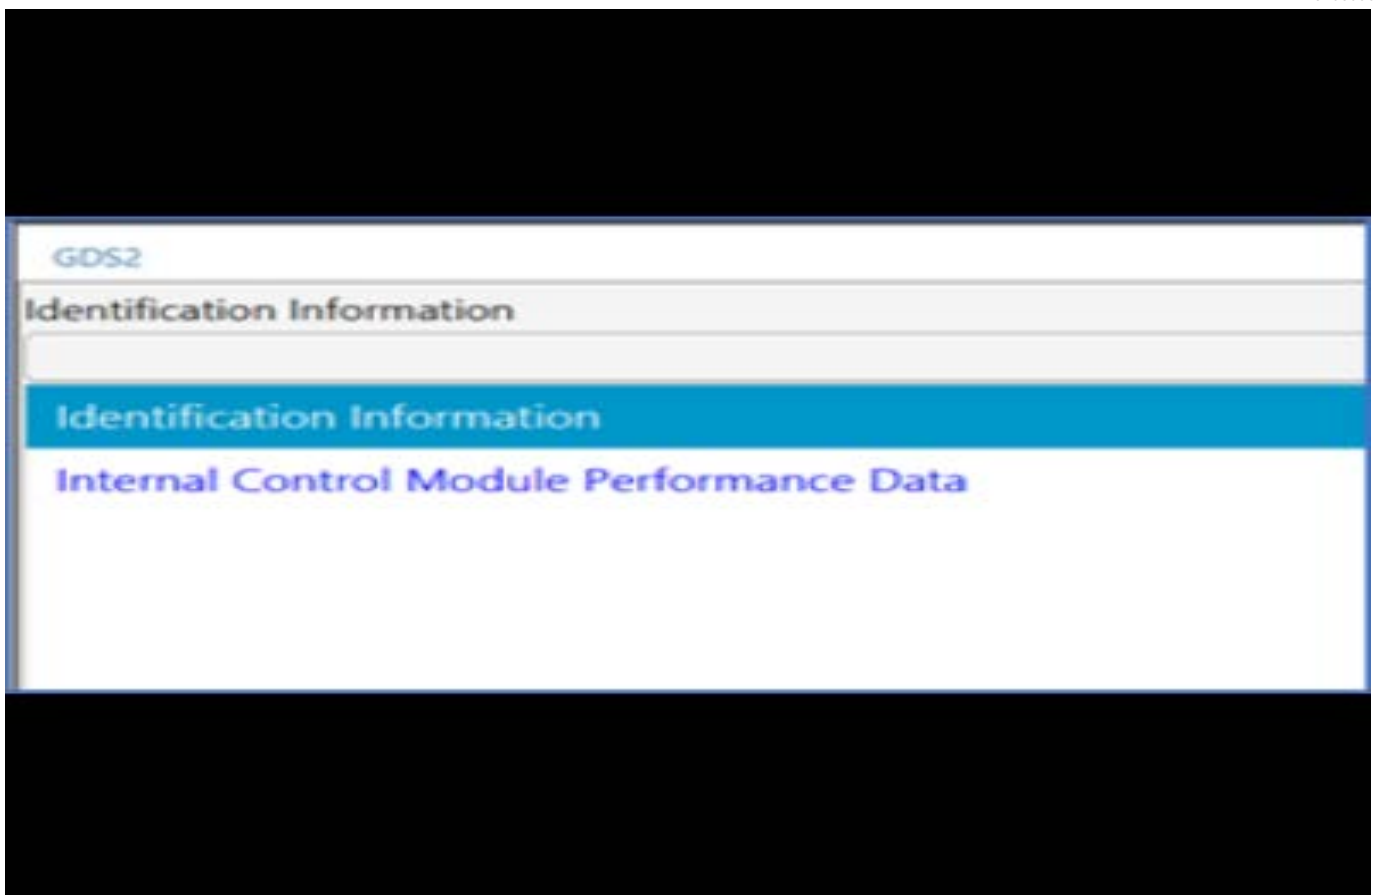 GDS2
Identification Information
Identification Information
Internal Control Module Performance Data